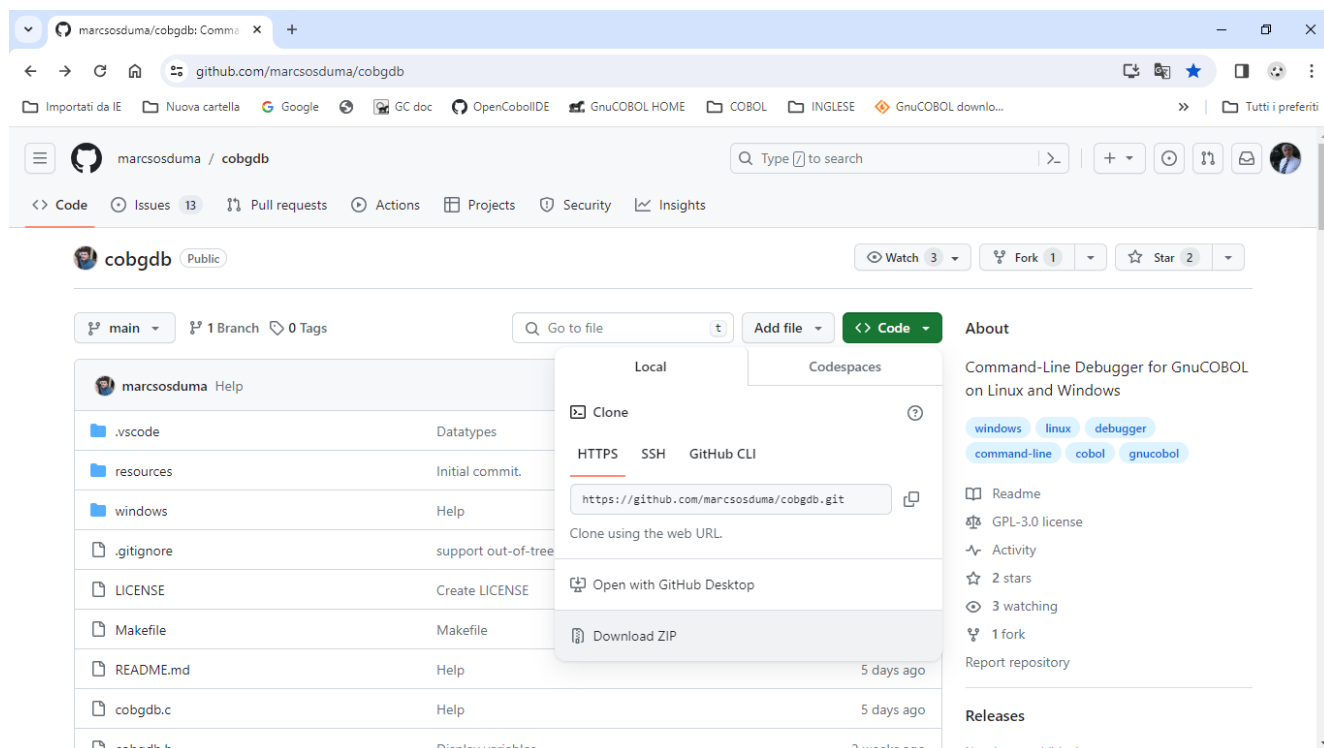 marcsosduma/cobgdb: Comma
github.com/marcsosduma/cobgdb
Importati da IE Nuova cartella Google GC doc OpenCobolIDE GnuCOBOL HOME COBOL INGLESE GnuCOBOL downlo... » Tutti i preferiti
marcsosduma / cobgdb Type / to search
Code Issues 13 Pull requests Actions Projects Security Insights
cobgdb Public Watch 3 Fork 1 Star 2
main 1 Branch 0 Tags Go to file t Add file Code About
Local Codespaces
Command-Line Debugger for GnuCOBOL
on Linux and Windows
marcsosduma Help
Clone
windows linux debugger
command-line cobol gnucobol
.vscode Datatypes
HTTPS SSH GitHub CLI
resources Initial commit.
https://github.com/marcsosduma/cobgdb.git
Readme
windows Help
GPL-3.0 license
Clone using the web URL.
.gitignore support out-of-tree
Activity
2 stars
LICENSE Create LICENSE
Open with GitHub Desktop
3 watching
Makefile Makefile
Download ZIP
1 fork
README.md Help 5 days ago
Report repository
cobgdb.c Help 5 days ago
Releases